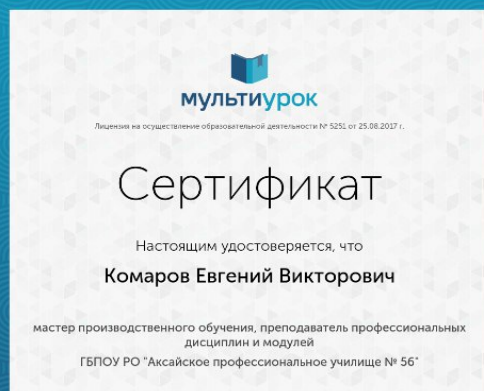 мультиурок
Лицензия на осуществление образовательной деятельности № 5251 от 25.08.2017 г.
Сертификат
Настоящим удостоверяется, что
Комаров Евгений Викторович
мастер производственного обучения, преподаватель профессиональных
дисциплин и модулей
ГБПОУ РО "Аксайское профессиональное училище № 56"